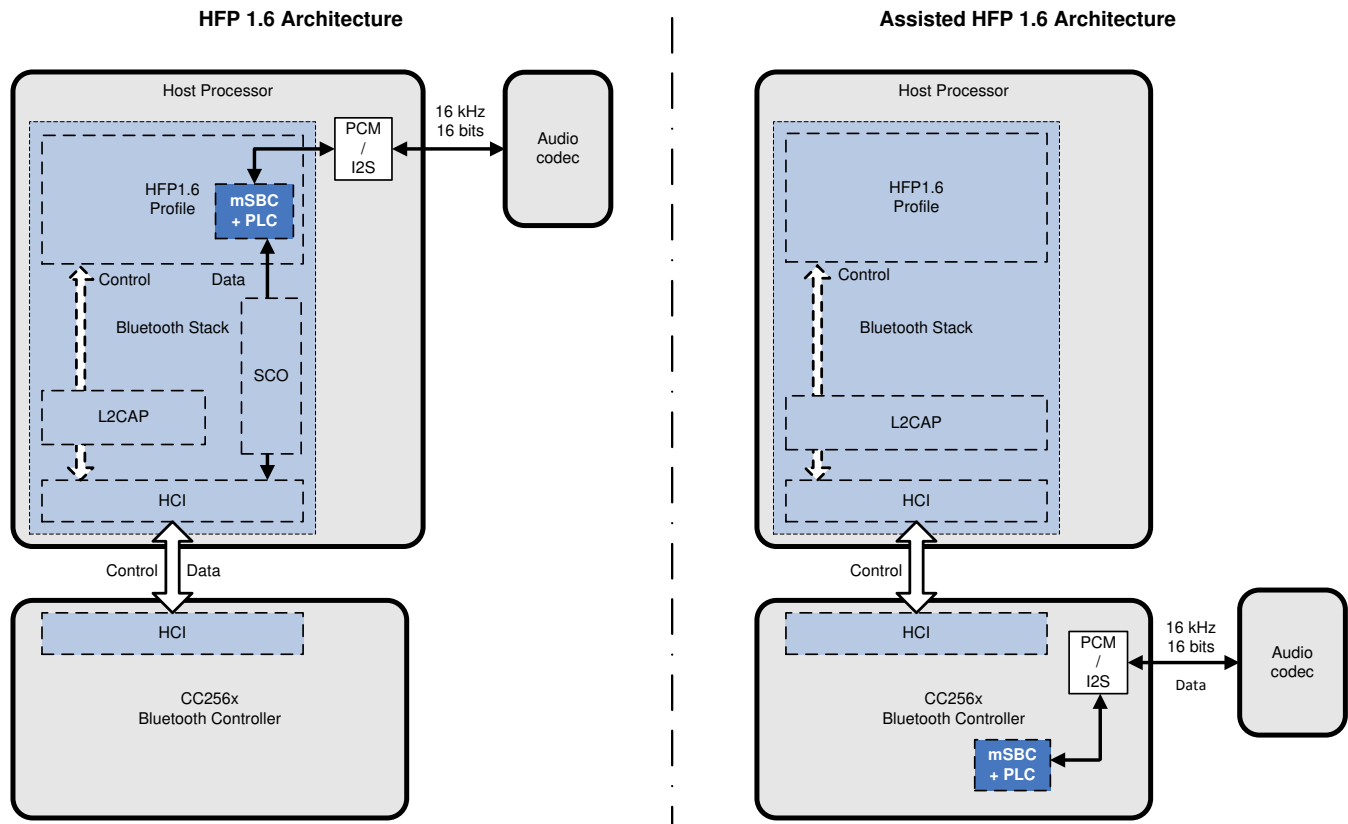 HFP 1.6 Architecture
Host Processor
PCM
/
I2S
16 kHz
16 bits
Audio
codec
HFP1.6
Profile
mSBC
+ PLC
Control
Data
Bluetooth Stack
SCO
L2CAP
HCI
Control
Data
HCI
CC256x
Bluetooth Controller
Assisted HFP 1.6 Architecture
Host Processor
HFP1.6
Profile
Control
Bluetooth Stack
L2CAP
HCI
Control
HCI
PCM
/
I2S
16 kHz
16 bits
Data
Audio
codec
CC256x
Bluetooth Controller
mSBC
+ PLC